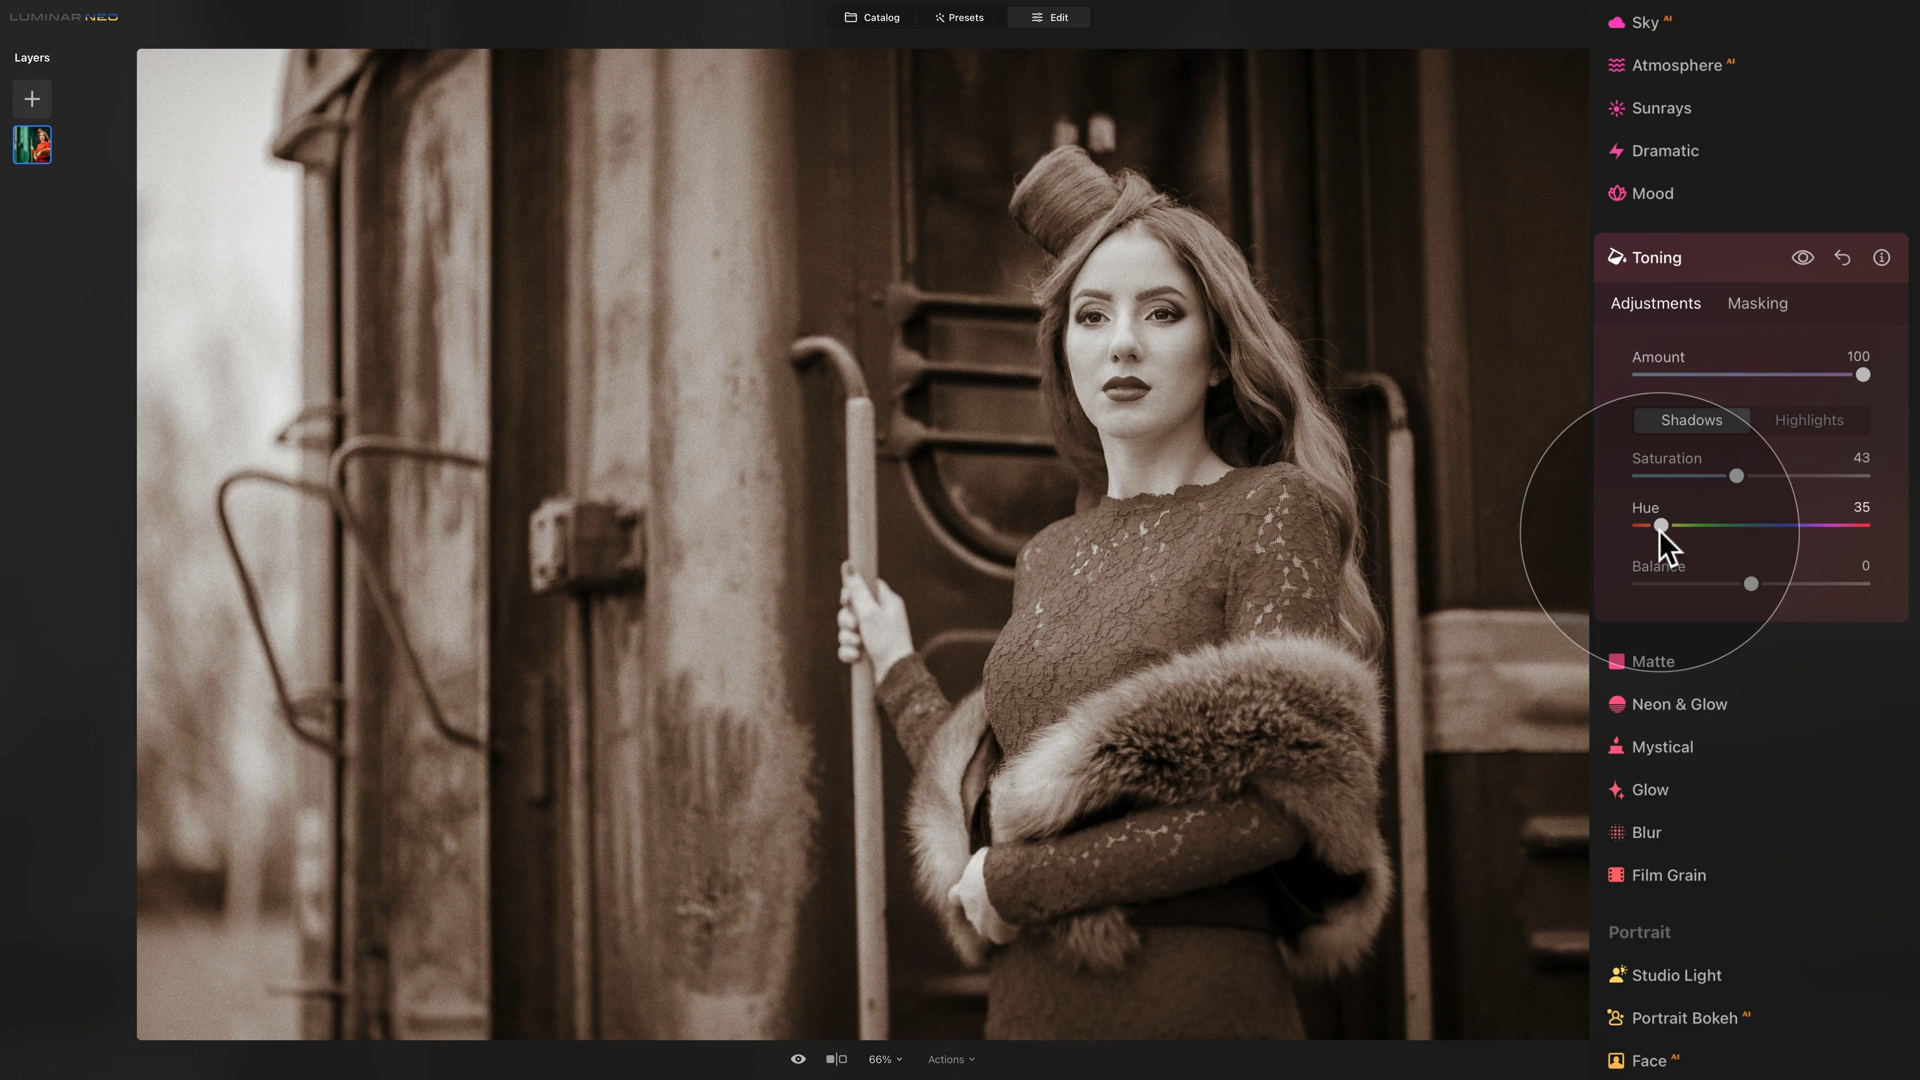 LUMINAR NEO
Catalog
Presets
Edit
Layers
Sky AI
Atmosphere AI
Sunrays
Dramatic
Mood
Toning
Adjustments
Masking
Amount 100
Shadows
Highlights
Saturation 43
Hue 35
Balance 0
Matte
Neon & Glow
Mystical
Glow
Blur
Film Grain
Portrait
Studio Light
Portrait Bokeh AI
Face AI
66%
Actions